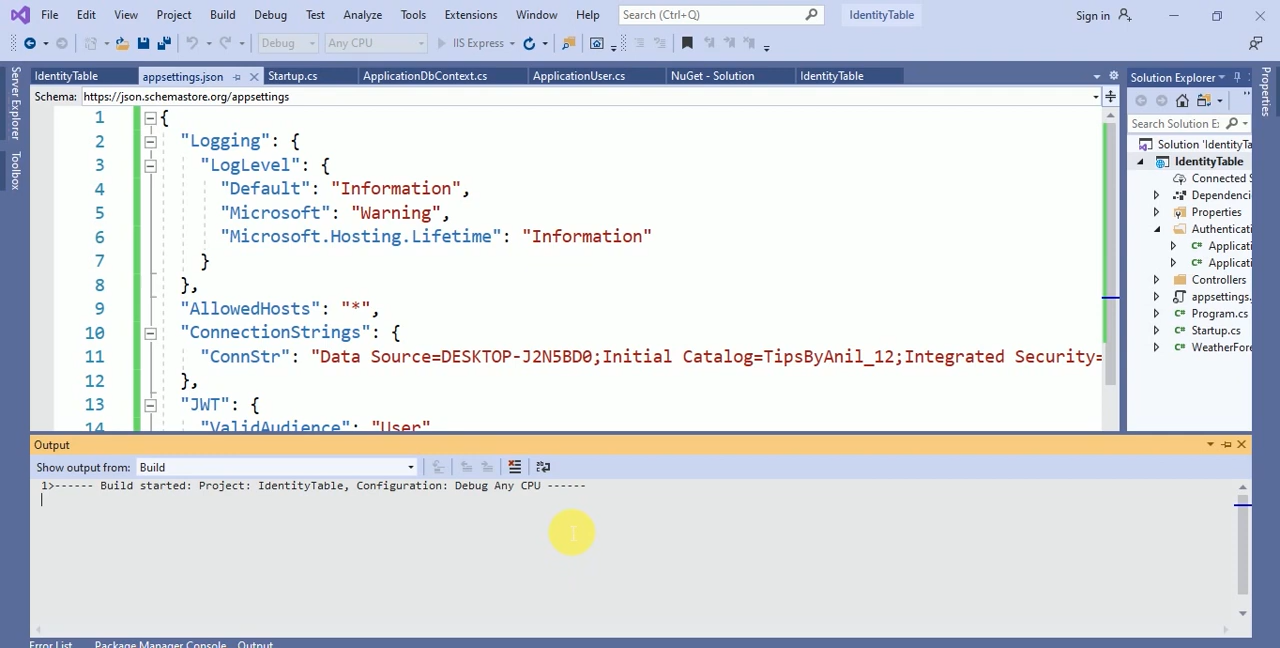 File Edit View Project Build Debug Test Analyze Tools Extensions Window Help Search (Ctrl+Q) IdentityTable Sign in
Debug Any CPU IIS Express
Server Explorer
Toolbox
IdentityTable appsettings.json Startup.cs ApplicationDbContext.cs ApplicationUser.cs NuGet - Solution IdentityTable
Schema: https://json.schemastore.org/appsettings
1 {
2 "Logging": {
3 "LogLevel": {
4 "Default": "Information",
5 "Microsoft": "Warning",
6 "Microsoft.Hosting.Lifetime": "Information"
7 }
8 },
9 "AllowedHosts": "*",
10 "ConnectionStrings": {
11 "ConnStr": "Data Source=DESKTOP-J2N5BD0;Initial Catalog=TipsByAnil_12;Integrated Security=
12 },
13 "JWT": {
14 "ValidAudience": "User"
Solution Explorer
Search Solution E
Solution 'IdentityTa
IdentityTable
Connected S
Dependenci
Properties
Authenticati
Applicati
Applicati
Controllers
appsettings.
Program.cs
Startup.cs
WeatherFore
Properties
Output
Show output from: Build
1>------ Build started: Project: IdentityTable, Configuration: Debug Any CPU ------
Error List Package Manager Console Output